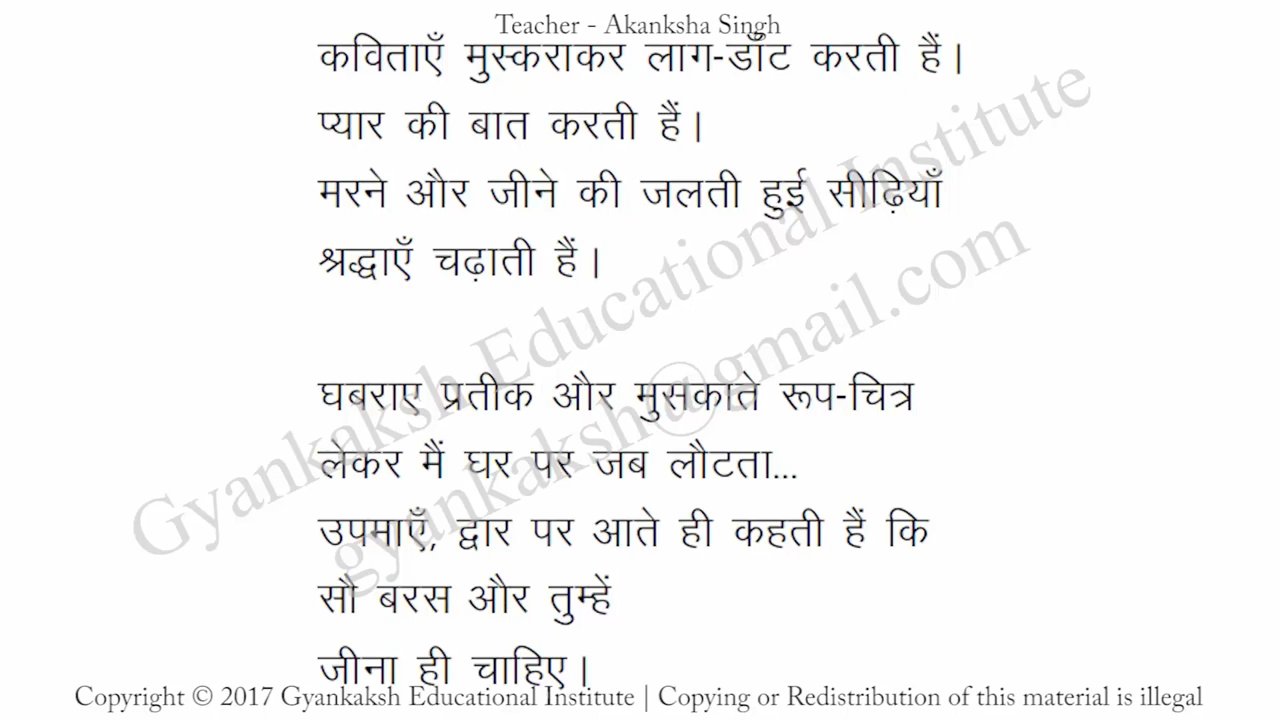 Teacher - Akanksha Singh
कविताएँ मुस्कराकर लाग-डाँट करती हैं।
प्यार की बात करती हैं।
मरने और जीने की जलती हुई सीढ़ियाँ
श्रद्धाएँ चढ़ाती हैं।
घबराए प्रतीक और मुसकाते रूप-चित्र
लेकर मैं घर पर जब लौटता...
उपमाएँ, द्वार पर आते ही कहती हैं कि
सौ बरस और तुम्हें
जीना ही चाहिए।
Gyankaksh Educational Institute
gyankaksh@gmail.com
Copyright © 2017 Gyankaksh Educational Institute | Copying or Redistribution of this material is illegal